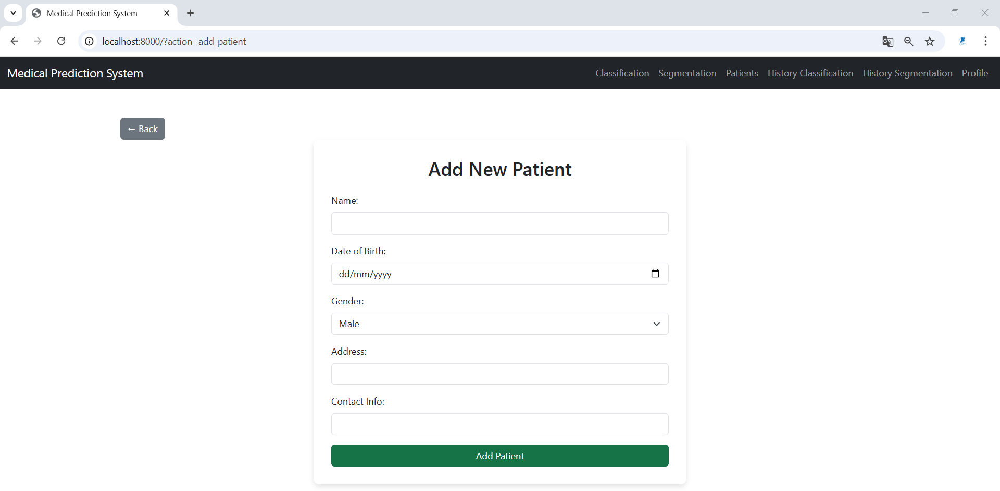 Medical Prediction System
localhost:8000/?action=add_patient
Medical Prediction System
Classification Segmentation Patients History Classification History Segmentation Profile
← Back
Add New Patient
Name:
Date of Birth:
dd/mm/yyyy
Gender:
Male
Address:
Contact Info:
Add Patient